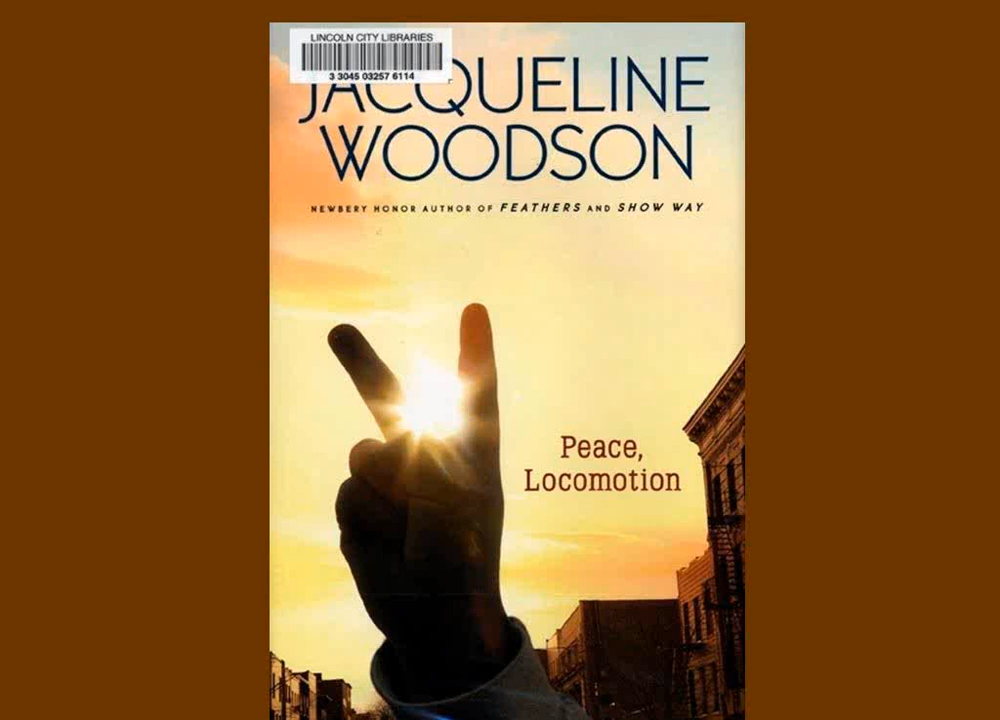 LINCOLN CITY LIBRARIES
3 3045 03257 6114
JACQUELINE
WOODSON
NEWBERY HONOR AUTHOR OF FEATHERS AND SHOW WAY
Peace,
Locomotion